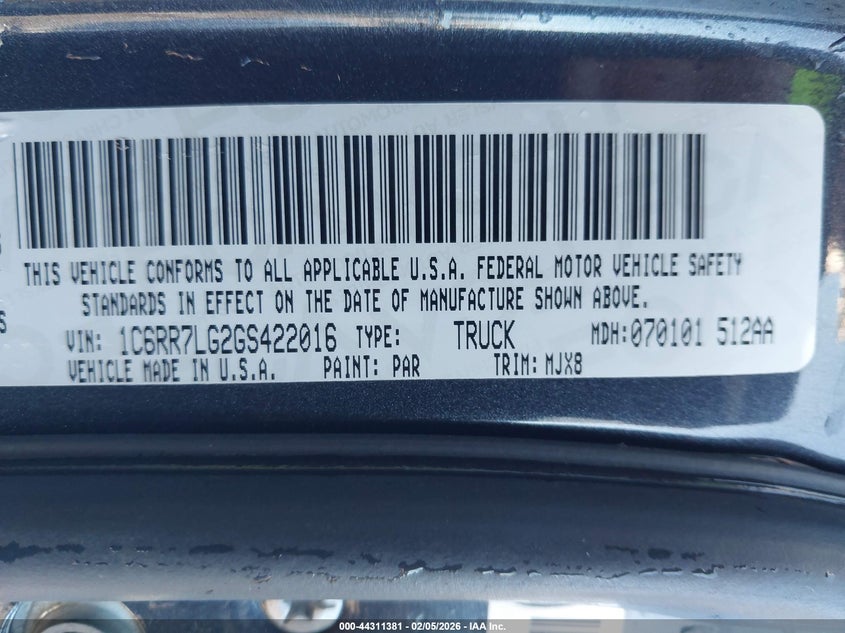 THIS VEHICLE CONFORMS TO ALL APPLICABLE U.S.A. FEDERAL MOTOR VEHICLE SAFETY
STANDARDS IN EFFECT ON THE DATE OF MANUFACTURE SHOWN ABOVE.
VIN: 1C6RR7LG2GS422016 TYPE: TRUCK MDH:070101 512AA
VEHICLE MADE IN U.S.A. PAINT: PAR TRIM: MJX8
000-44311381 | 02/05/2026 | IAA Inc.